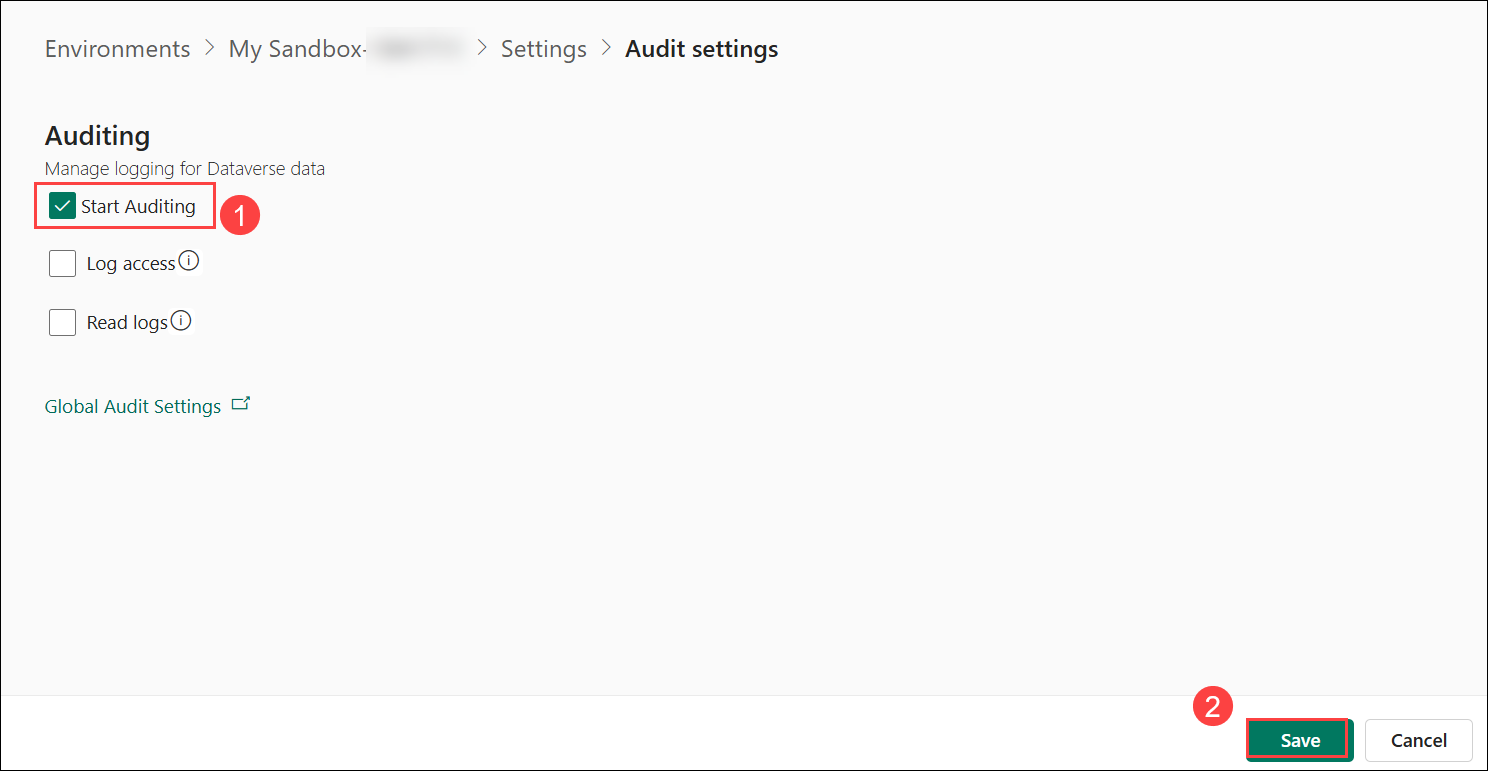 Environments > My Sandbox- > Settings > Audit settings
Auditing
Manage logging for Dataverse data
Start Auditing
1
Log access
Read logs
Global Audit Settings
2
Save Cancel